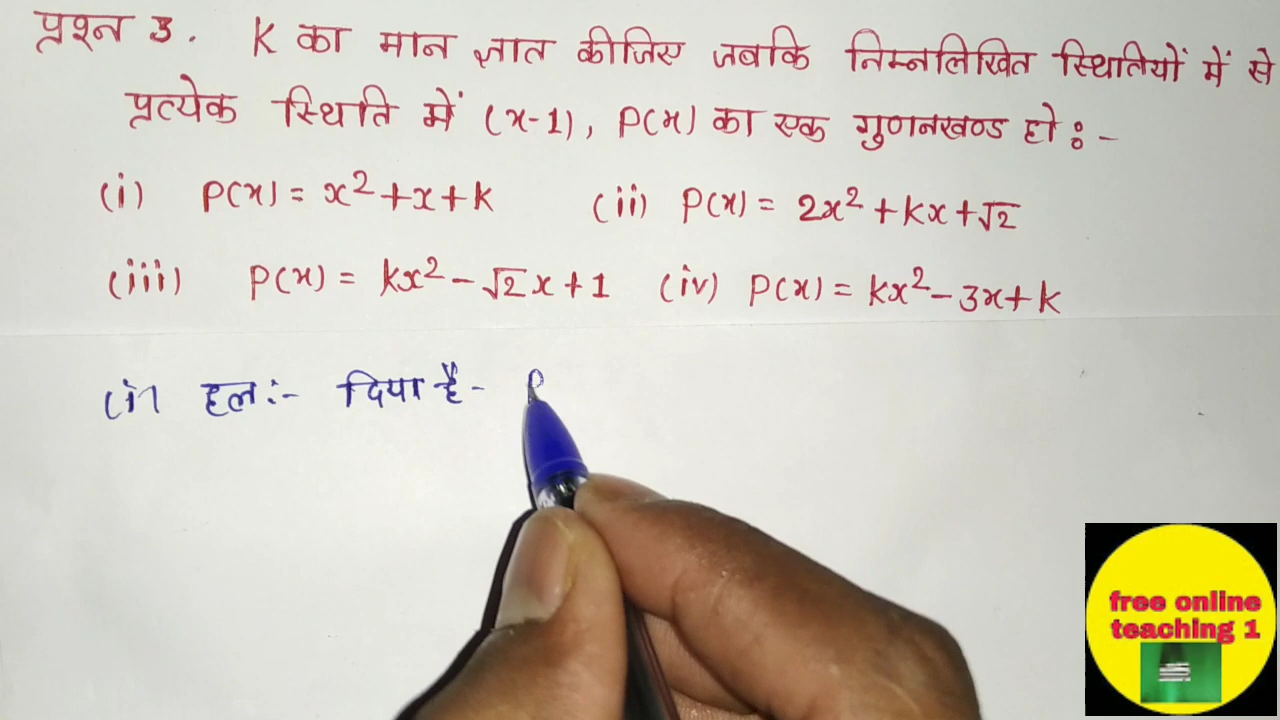 प्रश्न 3. K का मान ज्ञात कीजिए जबकि निम्नलिखित स्थितियों में से
प्रत्येक स्थिति में (x-1), P(x) का एक गुणनखण्ड हो :-
(i) P(x) = x² + x + k (ii) P(x) = 2x² + kx + √2
(iii) P(x) = kx² - √2x + 1 (iv) P(x) = kx² - 3x + k
(i) हल :- दिया है - P
free online
teaching 1